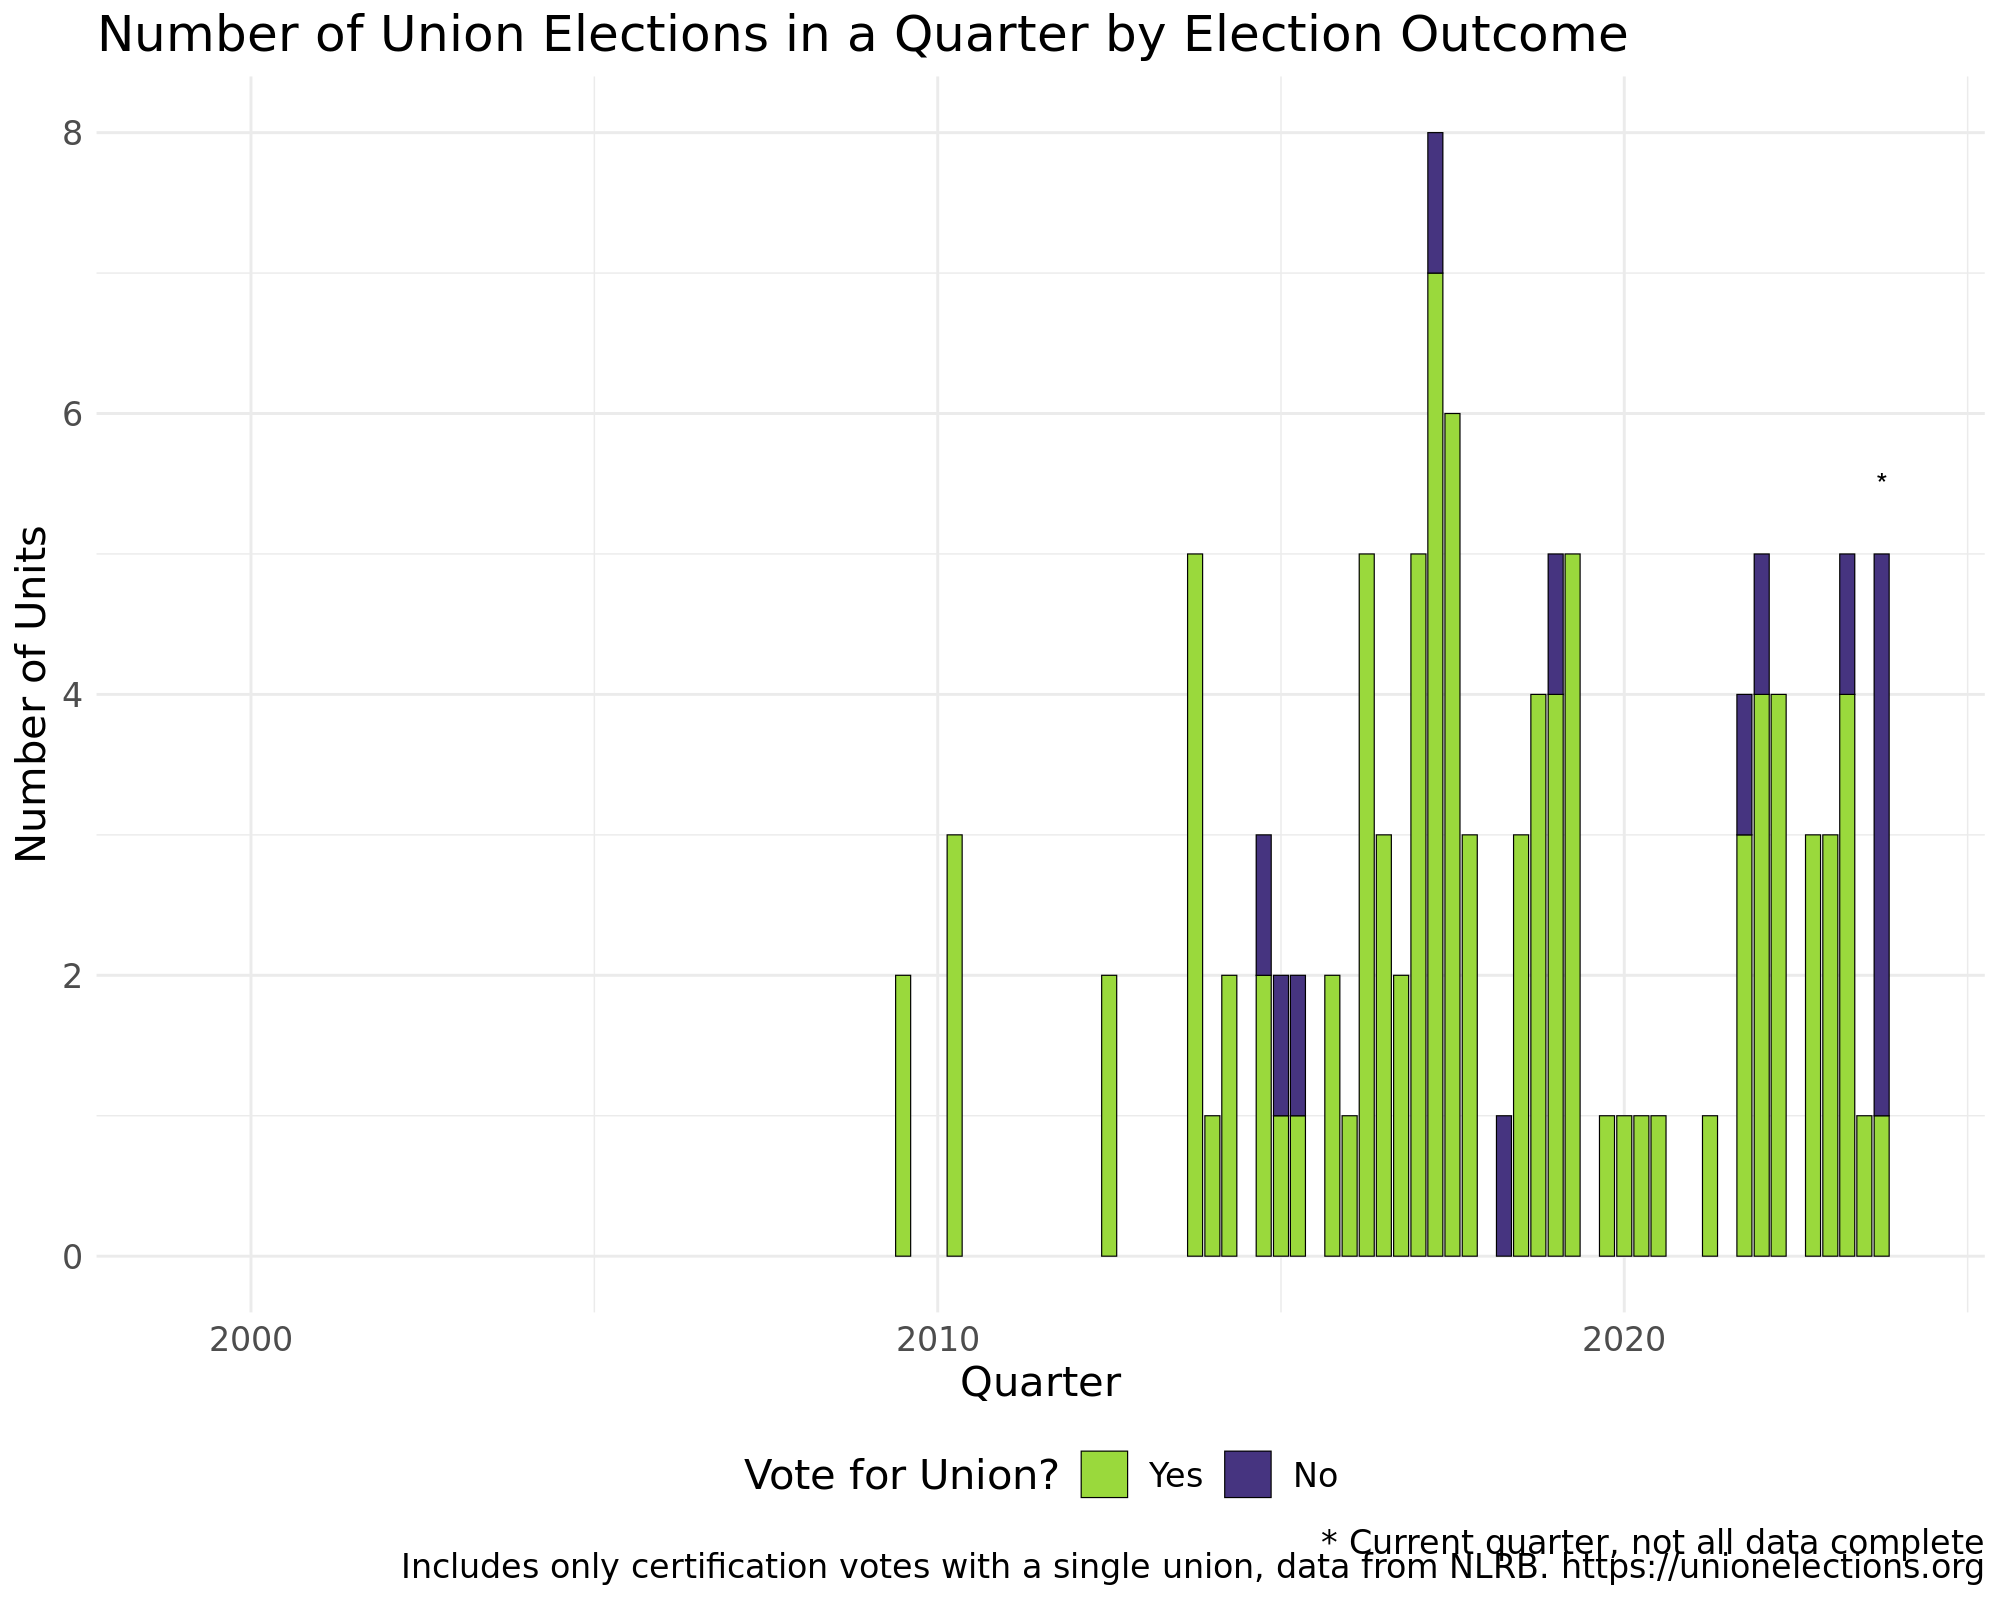 Number of Union Elections in a Quarter by Election Outcome
8
6
4
2
0
Number of Units
*
2000 2010 2020
Quarter
Vote for Union? Yes No
* Current quarter, not all data complete
Includes only certification votes with a single union, data from NLRB. https://unionelections.org